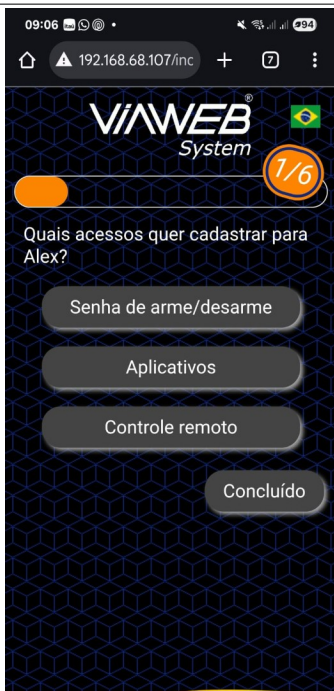 09:06 itaú 94
192.168.68.107/inc 7
VIAWEB®
System
1/6
Quais acessos quer cadastrar para
Alex?
Senha de arme/desarme
Aplicativos
Controle remoto
Concluído